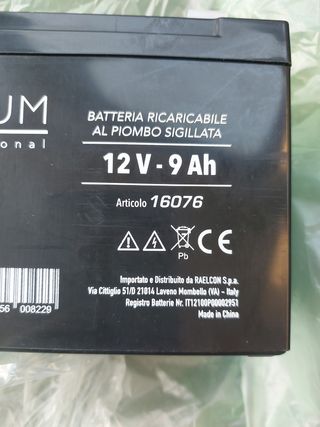 UM
BATTERIA RICARICABILE
onal
AL PIOMBO SIGILLATA
12 V - 9 Ah
Articolo 16076
Pb
Importato e Distribuito da RAELCON S.p.a.
Via Cittiglio 51/D 21014 Laveno Mombello (VA) - Italy
56 008229
Registro Batterie Nr. IT12100P00002951
Made in China